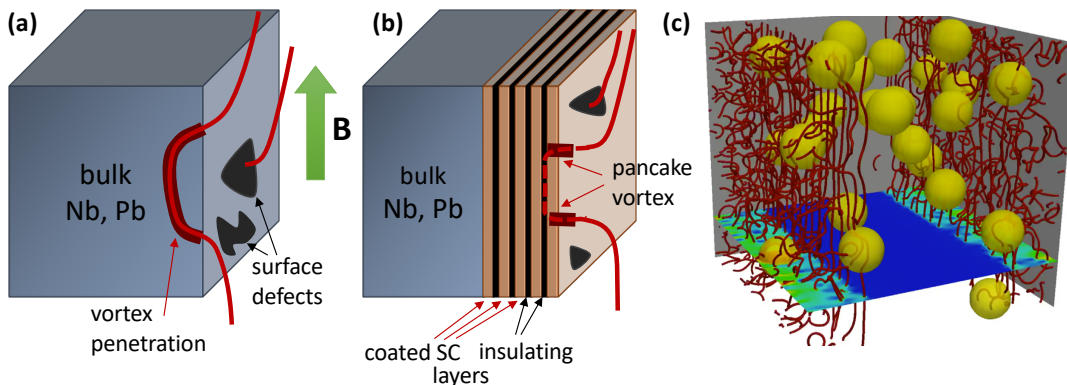 (a)
B
bulk
Nb, Pb
surface
defects
vortex
penetration
(b)
bulk
Nb, Pb
pancake
vortex
coated SC
layers
insulating
(c)